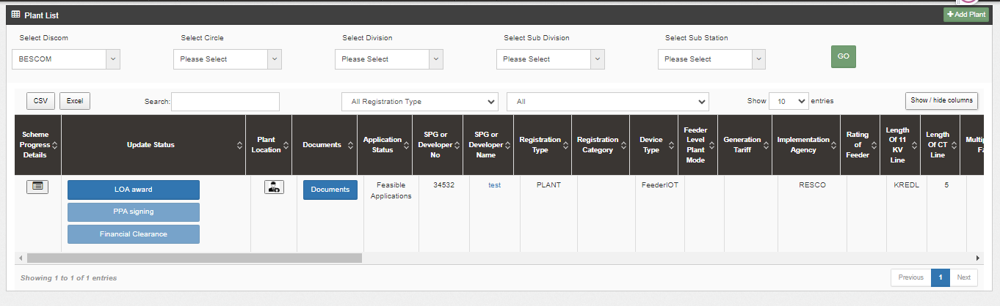 Plant List
Add Plant
Select Discom
Select Circle
Select Division
Select Sub Division
Select Sub Station
BESCOM
Please Select
Please Select
Please Select
Please Select
GO
CSV
Excel
Search:
All Registration Type
All
Show 10 entries
Show / hide columns
Scheme
Progress
Details
Update Status
Plant
Location
Documents
Application
Status
SPG or
Developer
No
SPG or
Developer
Name
Registration
Type
Registration
Category
Device
Type
Feeder
Level
Plant
Mode
Generation
Tariff
Implementation
Agency
Rating
of
Feeder
Length
Of 11
KV
Line
Length
Of CT
Line
LOA award
PPA signing
Financial Clearance
Documents
Feasible
Applications
34532
test
PLANT
FeederIOT
RESCO
KREDL
5
Showing 1 to 1 of 1 entries
Previous
1
Next